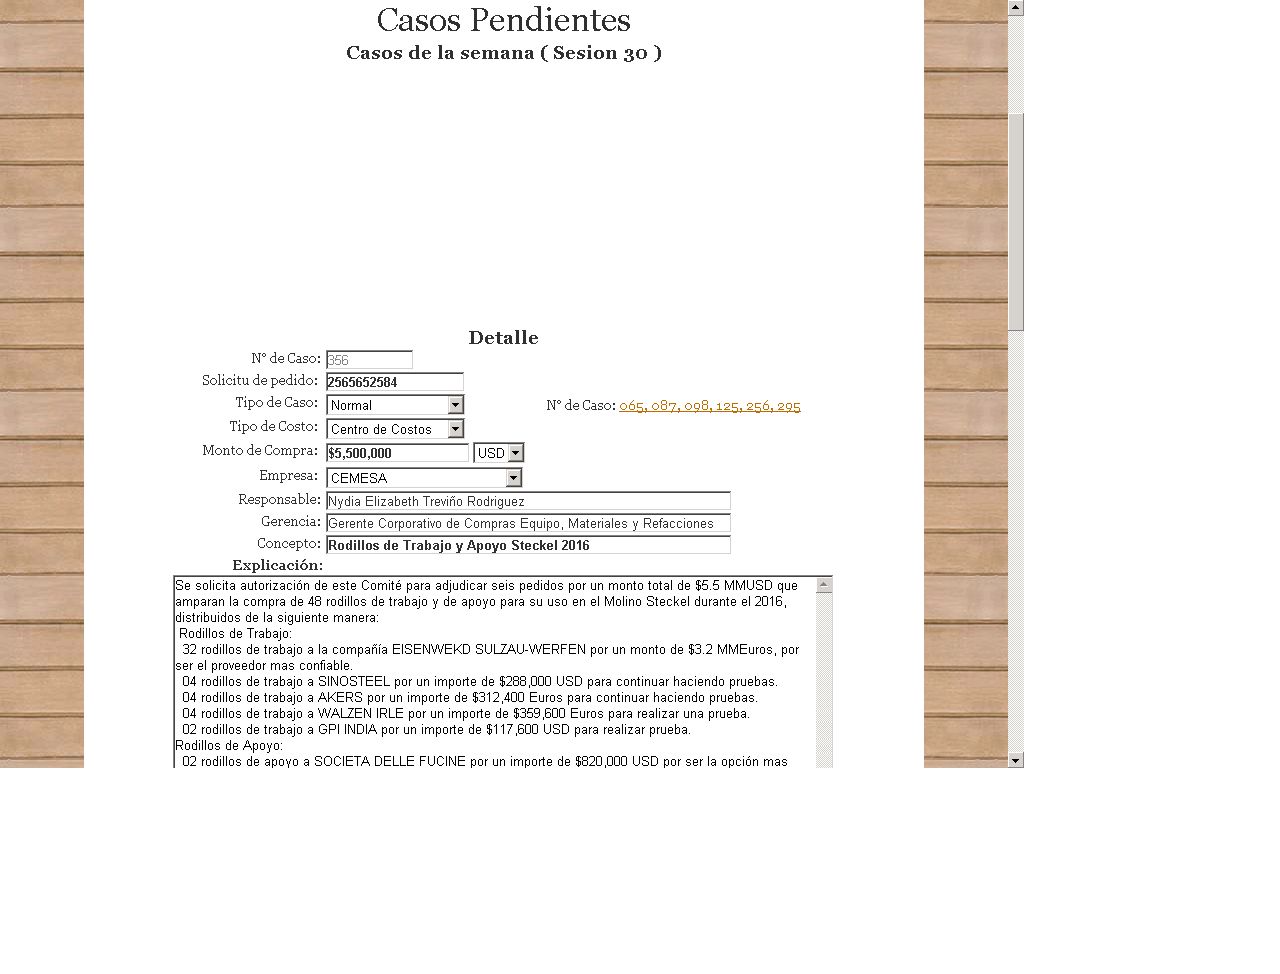 Casos Pendientes
Casos de la semana ( Sesion 30 )
Detalle
N° de Caso: 356
Solicitu de pedido: 2565652584
Tipo de Caso: Normal N° de Caso: 065, 087, 098, 125, 256, 295
Tipo de Costo: Centro de Costos
Monto de Compra: $5,500,000 USD
Empresa: CEMESA
Responsable: Nydia Elizabeth Treviño Rodriguez
Gerencia: Gerente Corporativo de Compras Equipo, Materiales y Refacciones
Concepto: Rodillos de Trabajo y Apoyo Steckel 2016
Explicación:
Se solicita autorización de este Comité para adjudicar seis pedidos por un monto total de $5.5 MMUSD que
amparan la compra de 48 rodillos de trabajo y de apoyo para su uso en el Molino Steckel durante el 2016,
distribuidos de la siguiente manera:
Rodillos de Trabajo:
32 rodillos de trabajo a la compañía EISENWEKD SULZAU-WERFEN por un monto de $3.2 MMEuros, por
ser el proveedor mas confiable.
04 rodillos de trabajo a SINOSTEEL por un importe de $288,000 USD para continuar haciendo pruebas.
04 rodillos de trabajo a AKERS por un importe de $312,400 Euros para continuar haciendo pruebas.
04 rodillos de trabajo a WALZEN IRLE por un importe de $359,600 Euros para realizar una prueba.
02 rodillos de trabajo a GPI INDIA por un importe de $117,600 USD para realizar prueba.
Rodillos de Apoyo:
02 rodillos de apoyo a SOCIETA DELLE FUCINE por un importe de $820,000 USD por ser la opción mas